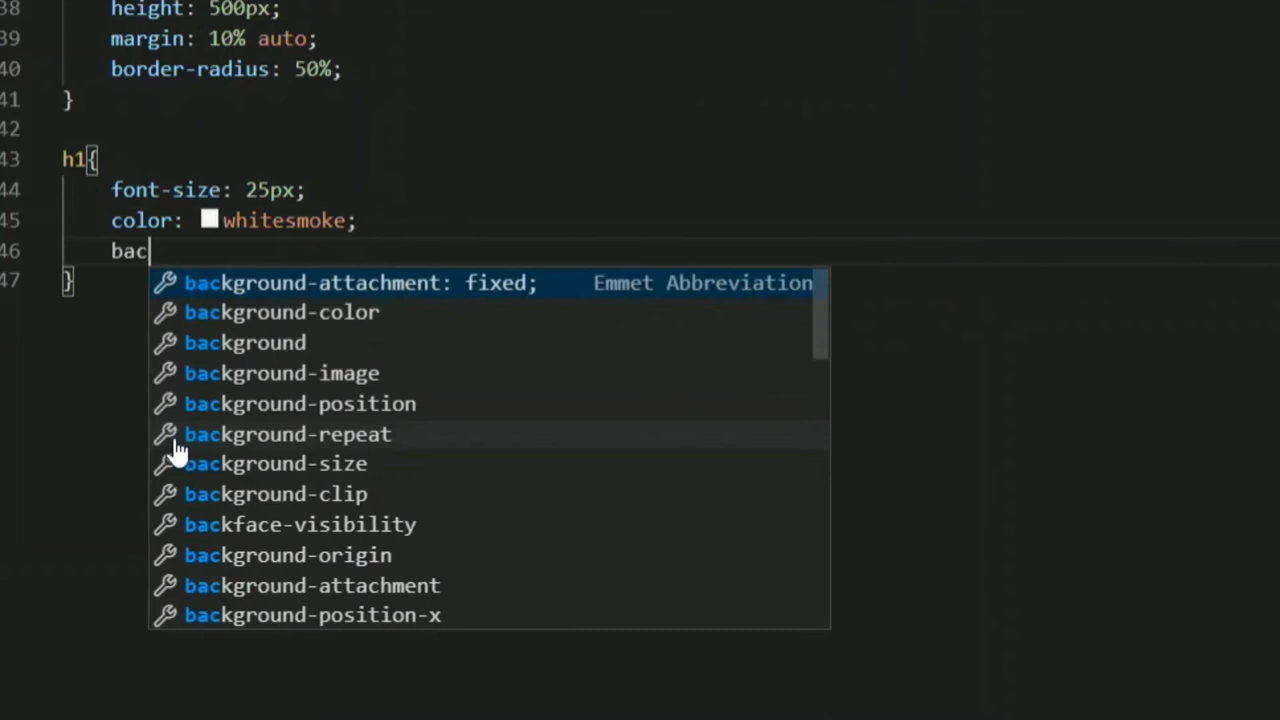 38 height: 500px;
39 margin: 10% auto;
40 border-radius: 50%;
41 }
42
43 h1{
44 font-size: 25px;
45 color: whitesmoke;
46 bac
47 }
background-attachment: fixed; Emmet Abbreviation
background-color
background
background-image
background-position
background-repeat
background-size
background-clip
backface-visibility
background-origin
background-attachment
background-position-x